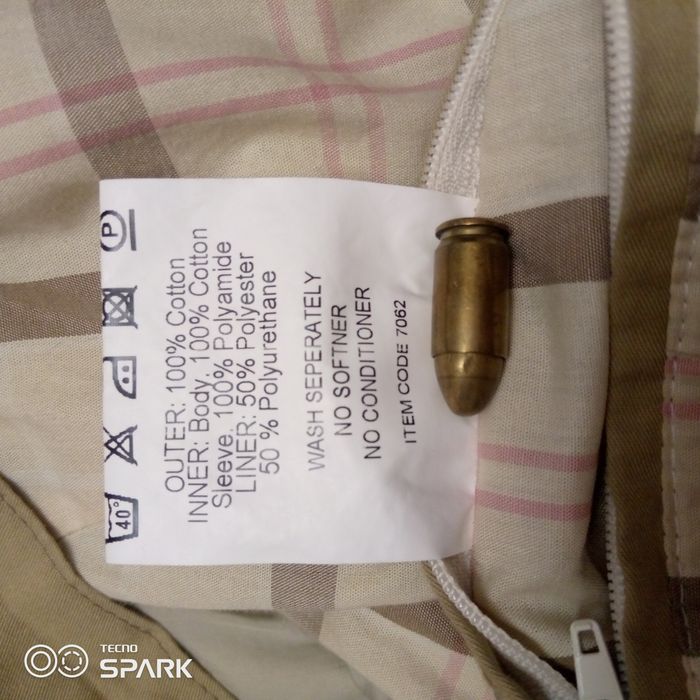 OUTER: 100% Cotton
INNER: Body, 100% Cotton
Sleeve, 100% Polyamide
LINER: 50% Polyester
50 % Polyurethane
WASH SEPERATELY
NO SOFTNER
NO CONDITIONER
ITEM CODE 7062
40°
P
TECNO
SPARK